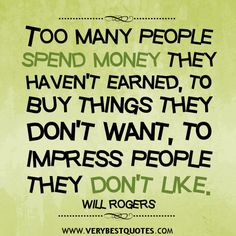 TOO MANY PEOPLE
SPEND MONEY THEY
HAVEN'T EARNED, TO
BUY THINGS THEY
DON'T WANT, TO
IMPRESS PEOPLE
THEY DON'T LIKE.
WILL ROGERS
WWW.VERYBESTQUOTES.COM